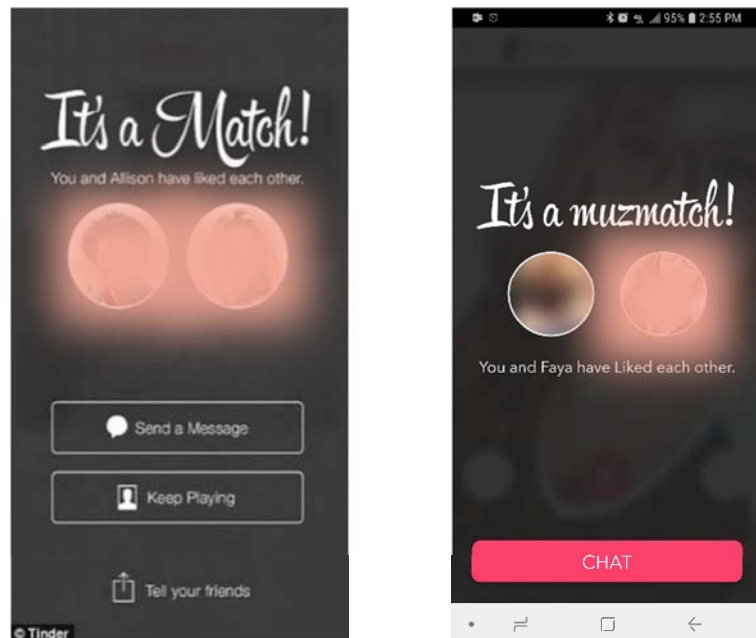 It's a Match!
You and Allison have liked each other.
Send a Message
Keep Playing
Tell your friends
© Tinder
95% 2:55 PM
It's a muzmatch!
You and Faya have Liked each other.
CHAT